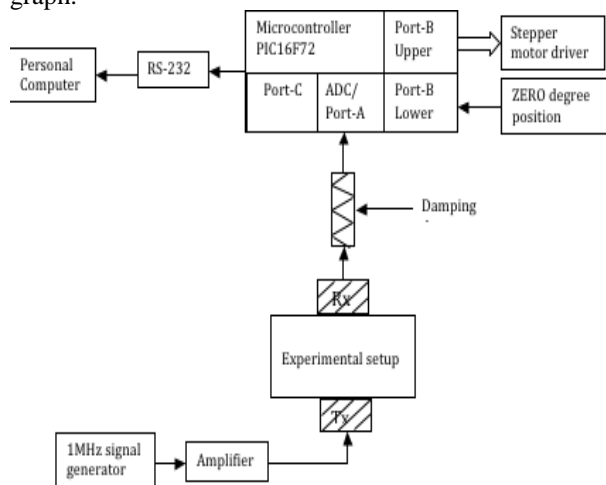 graph.
Microcontroller
PIC16F72
Port-B
Upper
Stepper
motor driver
Personal
Computer
RS-232
Port-C
ADC/
Port-A
Port-B
Lower
ZERO degree
position
Damping
Rx
Experimental setup
Tx
1MHz signal
generator
Amplifier